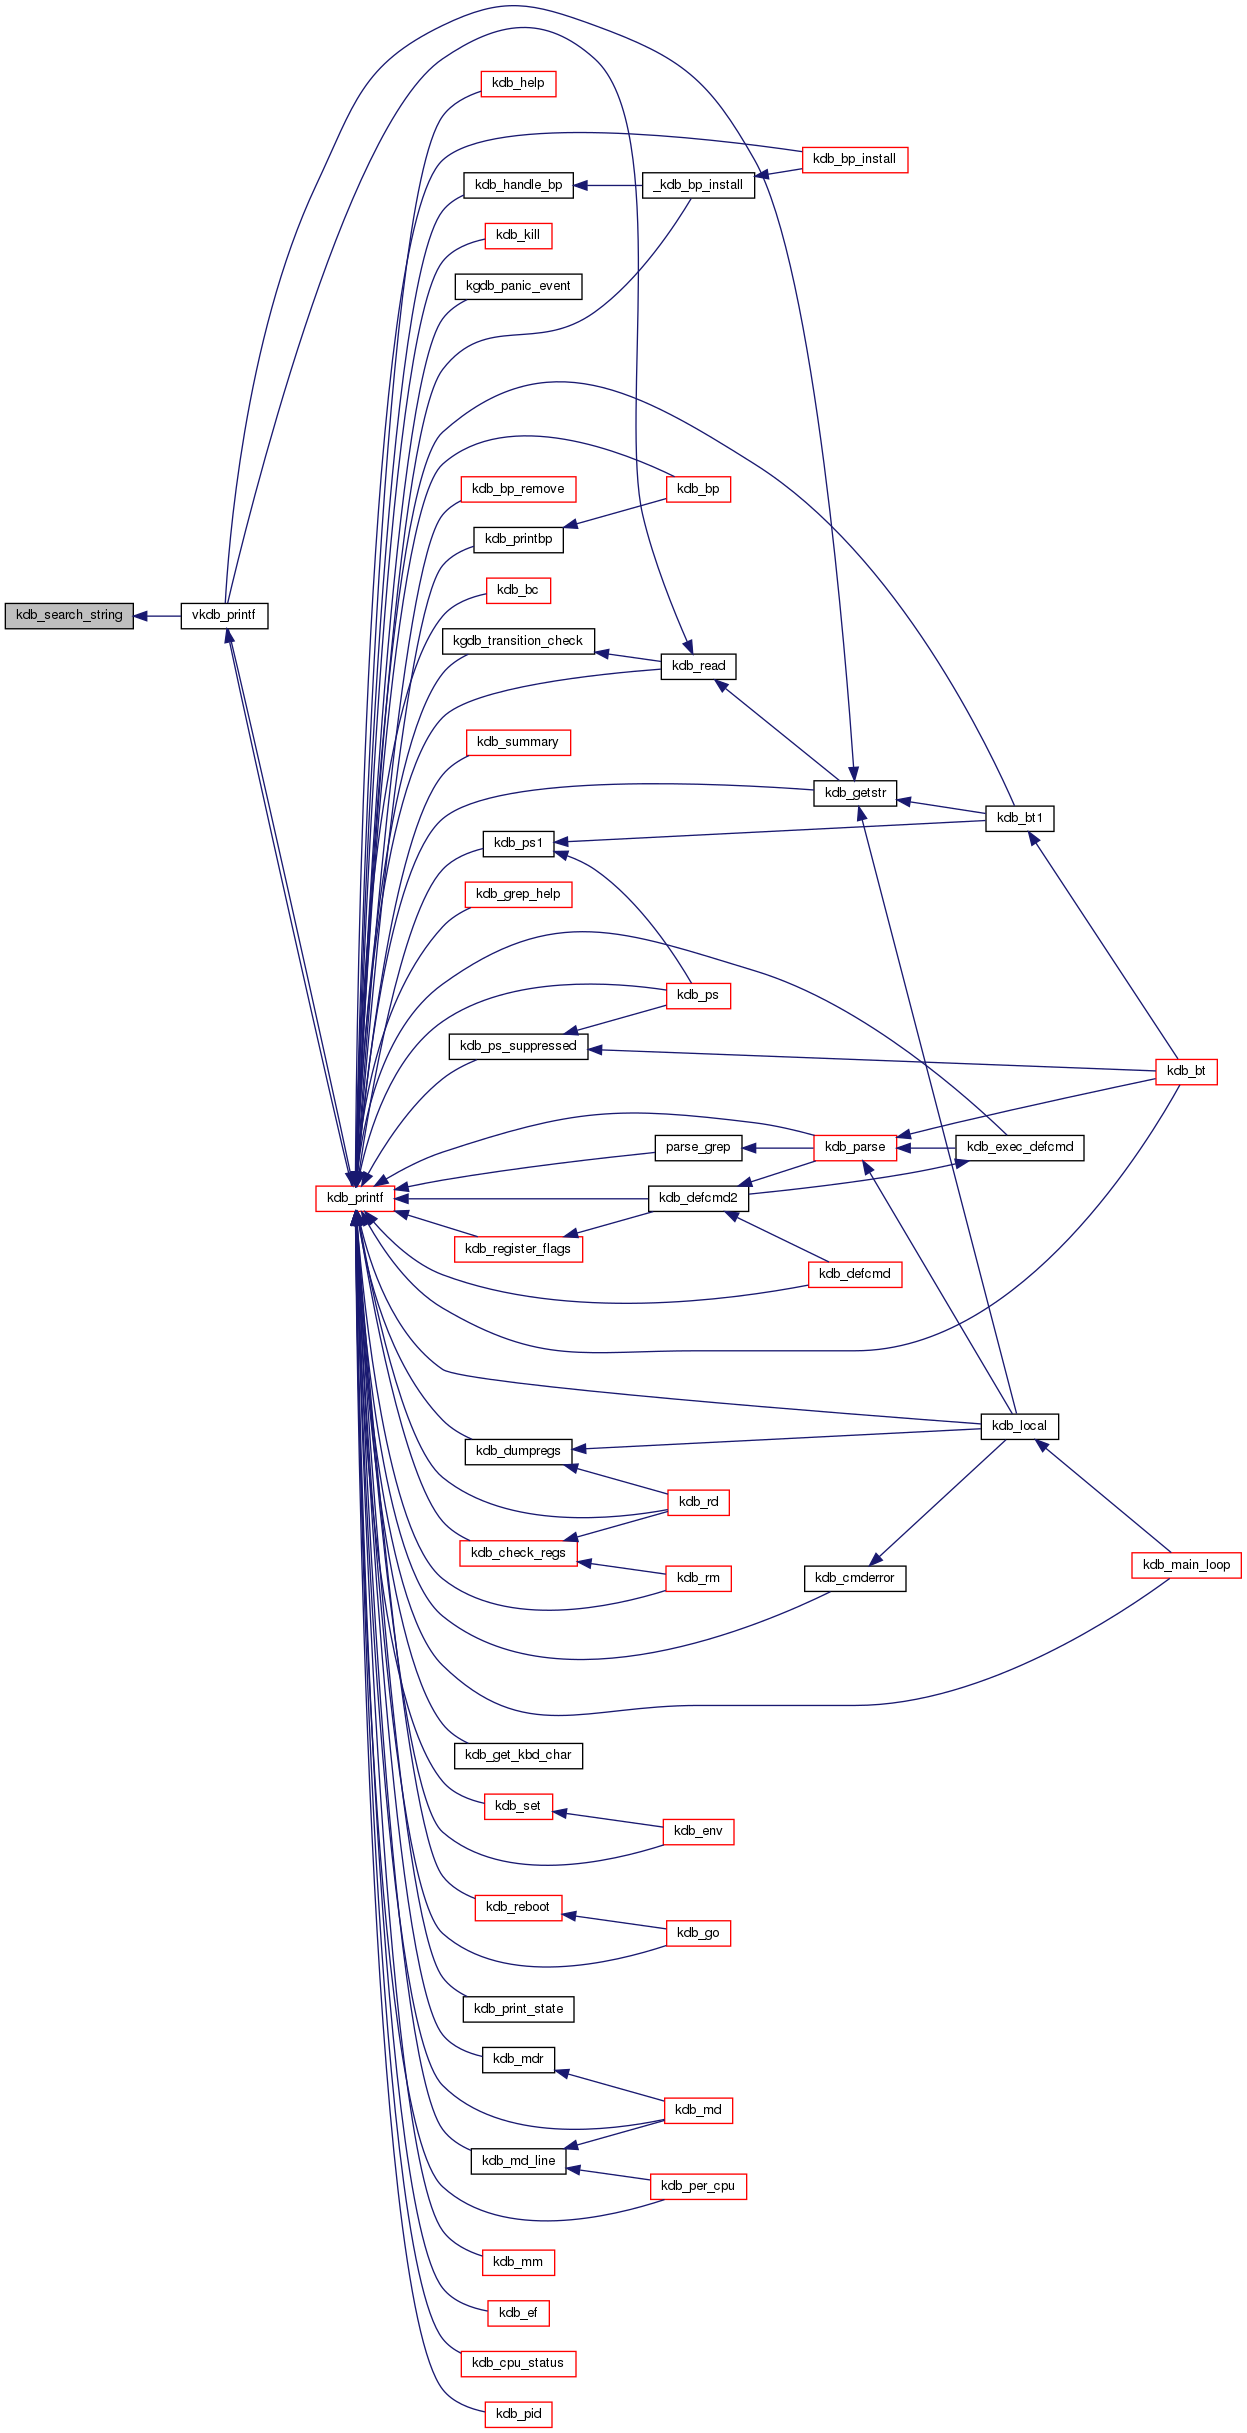 kdb_help
kdb_bp_install
kdb_handle_bp
_kdb_bp_install
kdb_kill
kgdb_panic_event
kdb_bp_remove
kdb_bp
kdb_printbp
kdb_bc
kdb_search_string
vkdb_printf
kgdb_transition_check
kdb_read
kdb_summary
kdb_getstr
kdb_bt1
kdb_ps1
kdb_grep_help
kdb_ps
kdb_ps_suppressed
kdb_bt
parse_grep
kdb_parse
kdb_exec_defcmd
kdb_printf
kdb_defcmd2
kdb_register_flags
kdb_defcmd
kdb_local
kdb_dumpregs
kdb_rd
kdb_check_regs
kdb_rm
kdb_cmderror
kdb_main_loop
kdb_get_kbd_char
kdb_set
kdb_env
kdb_reboot
kdb_go
kdb_print_state
kdb_mdr
kdb_md
kdb_md_line
kdb_per_cpu
kdb_mm
kdb_ef
kdb_cpu_status
kdb_pid